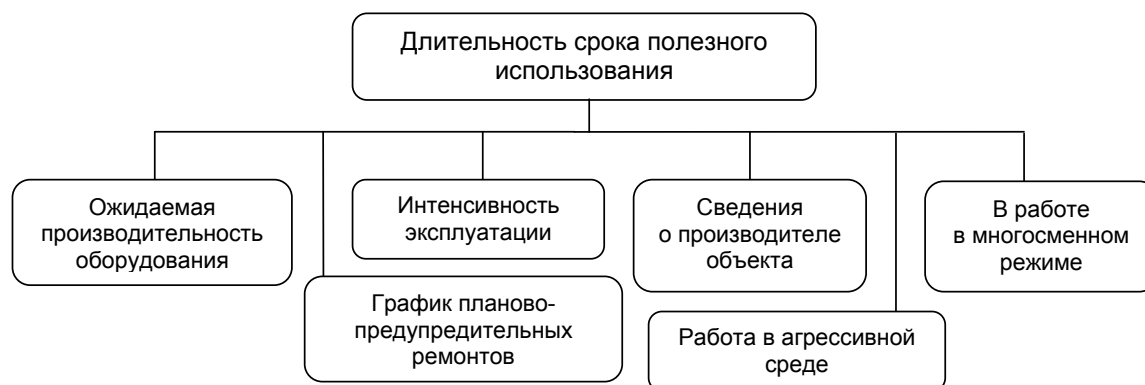 Длительность срока полезного
использования
Ожидаемая
производительность
оборудования
График планово-
предупредительных
ремонтов
Интенсивность
эксплуатации
Сведения
о производителе
объекта
Работа в агрессивной
среде
В работе
в многосменном
режиме